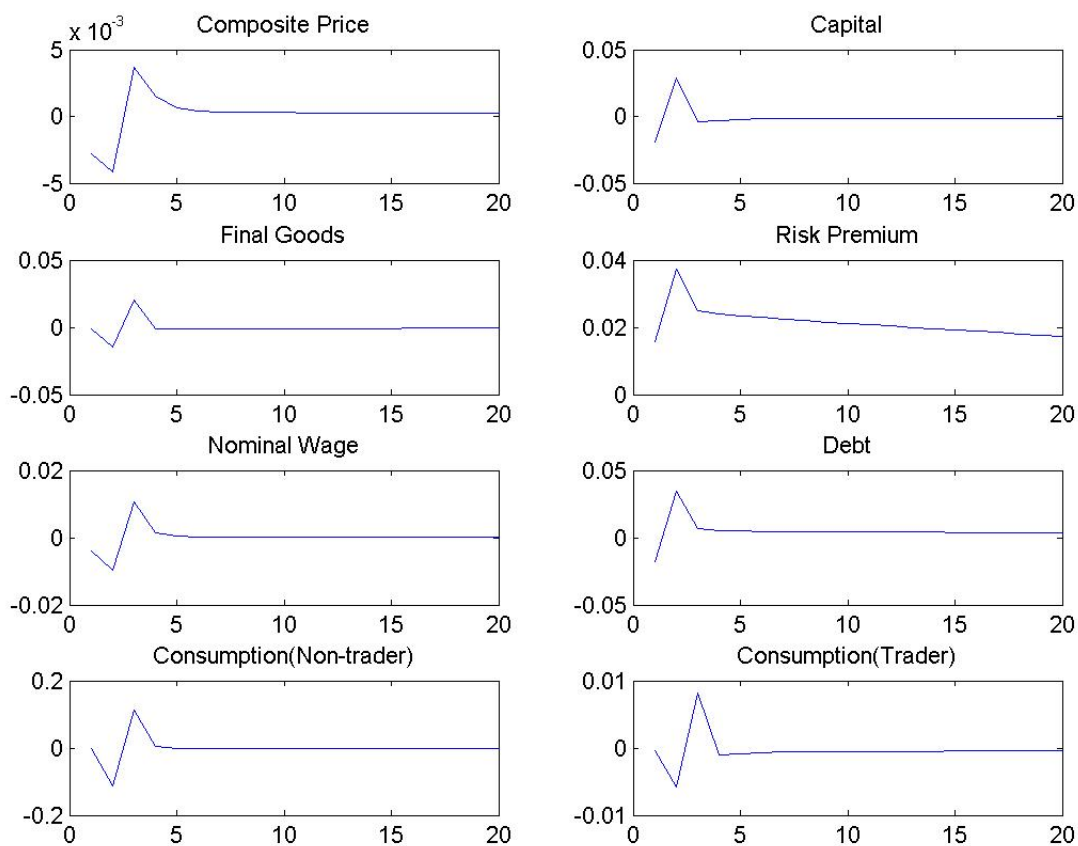 x 10-3
Composite Price
5
0
-5
0 5 10 15 20
Capital
0.05
0
-0.05
0 5 10 15 20
Final Goods
0.05
0
-0.05
0 5 10 15 20
Risk Premium
0.04
0.02
0
0 5 10 15 20
Nominal Wage
0.02
0
-0.02
0 5 10 15 20
Debt
0.05
0
-0.05
0 5 10 15 20
Consumption(Non-trader)
0.2
0
-0.2
0 5 10 15 20
Consumption(Trader)
0.01
0
-0.01
0 5 10 15 20